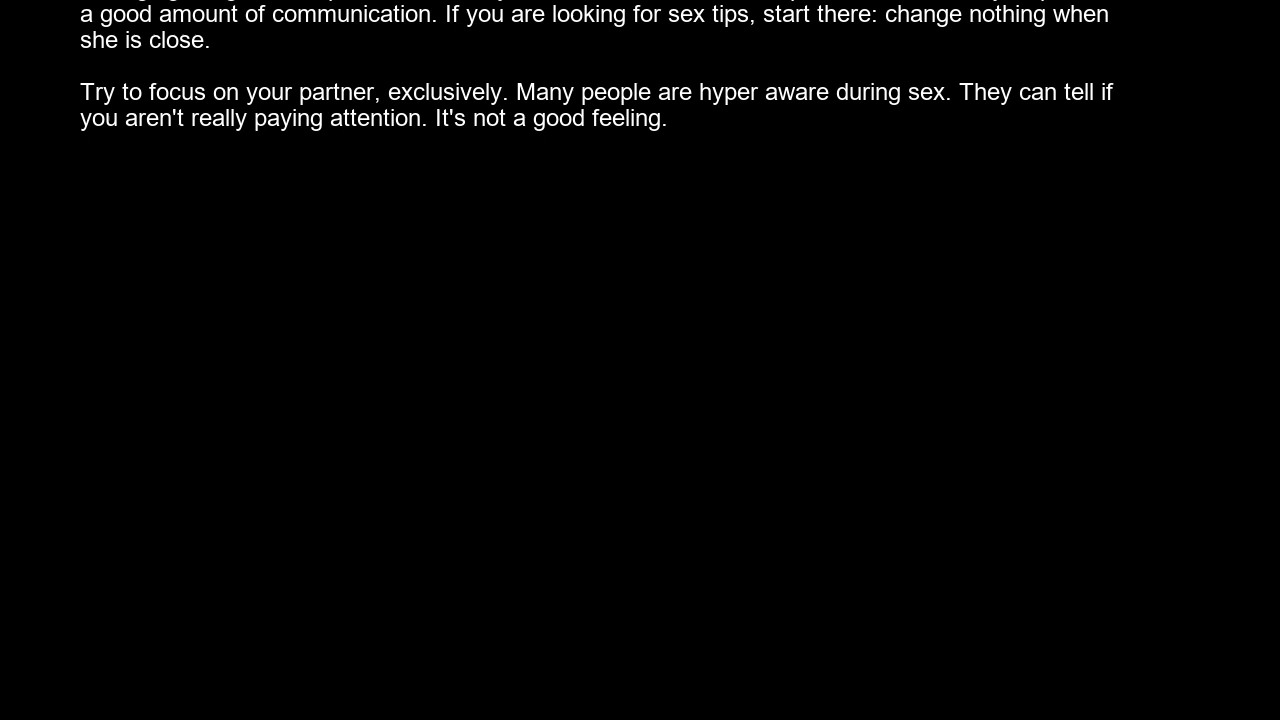 a good amount of communication. If you are looking for sex tips, start there: change nothing when
she is close.
Try to focus on your partner, exclusively. Many people are hyper aware during sex. They can tell if
you aren't really paying attention. It's not a good feeling.